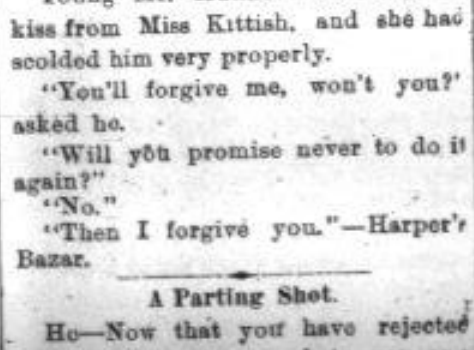 kiss from Miss Kittish, and she had
scolded him very properly.
"You'll forgive me, won't you?'
asked he.
"Will you promise never to do it
again?"
"No."
"Then I forgive you."—Harper's
Bazar.
A Parting Shot.
He—Now that you have rejected